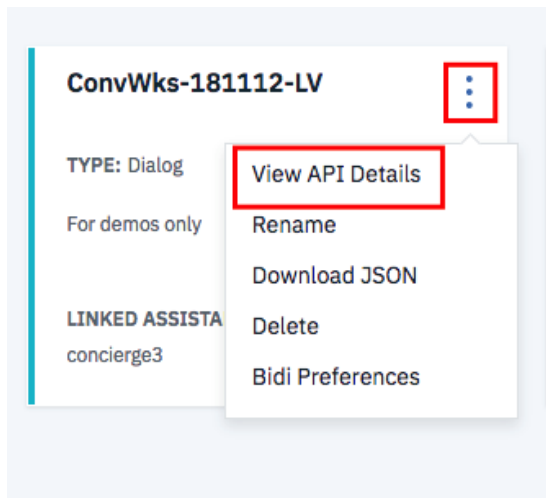 ConvWks-181112-LV
TYPE: Dialog
For demos only
LINKED ASSISTA
concierge3
View API Details
Rename
Download JSON
Delete
Bidi Preferences